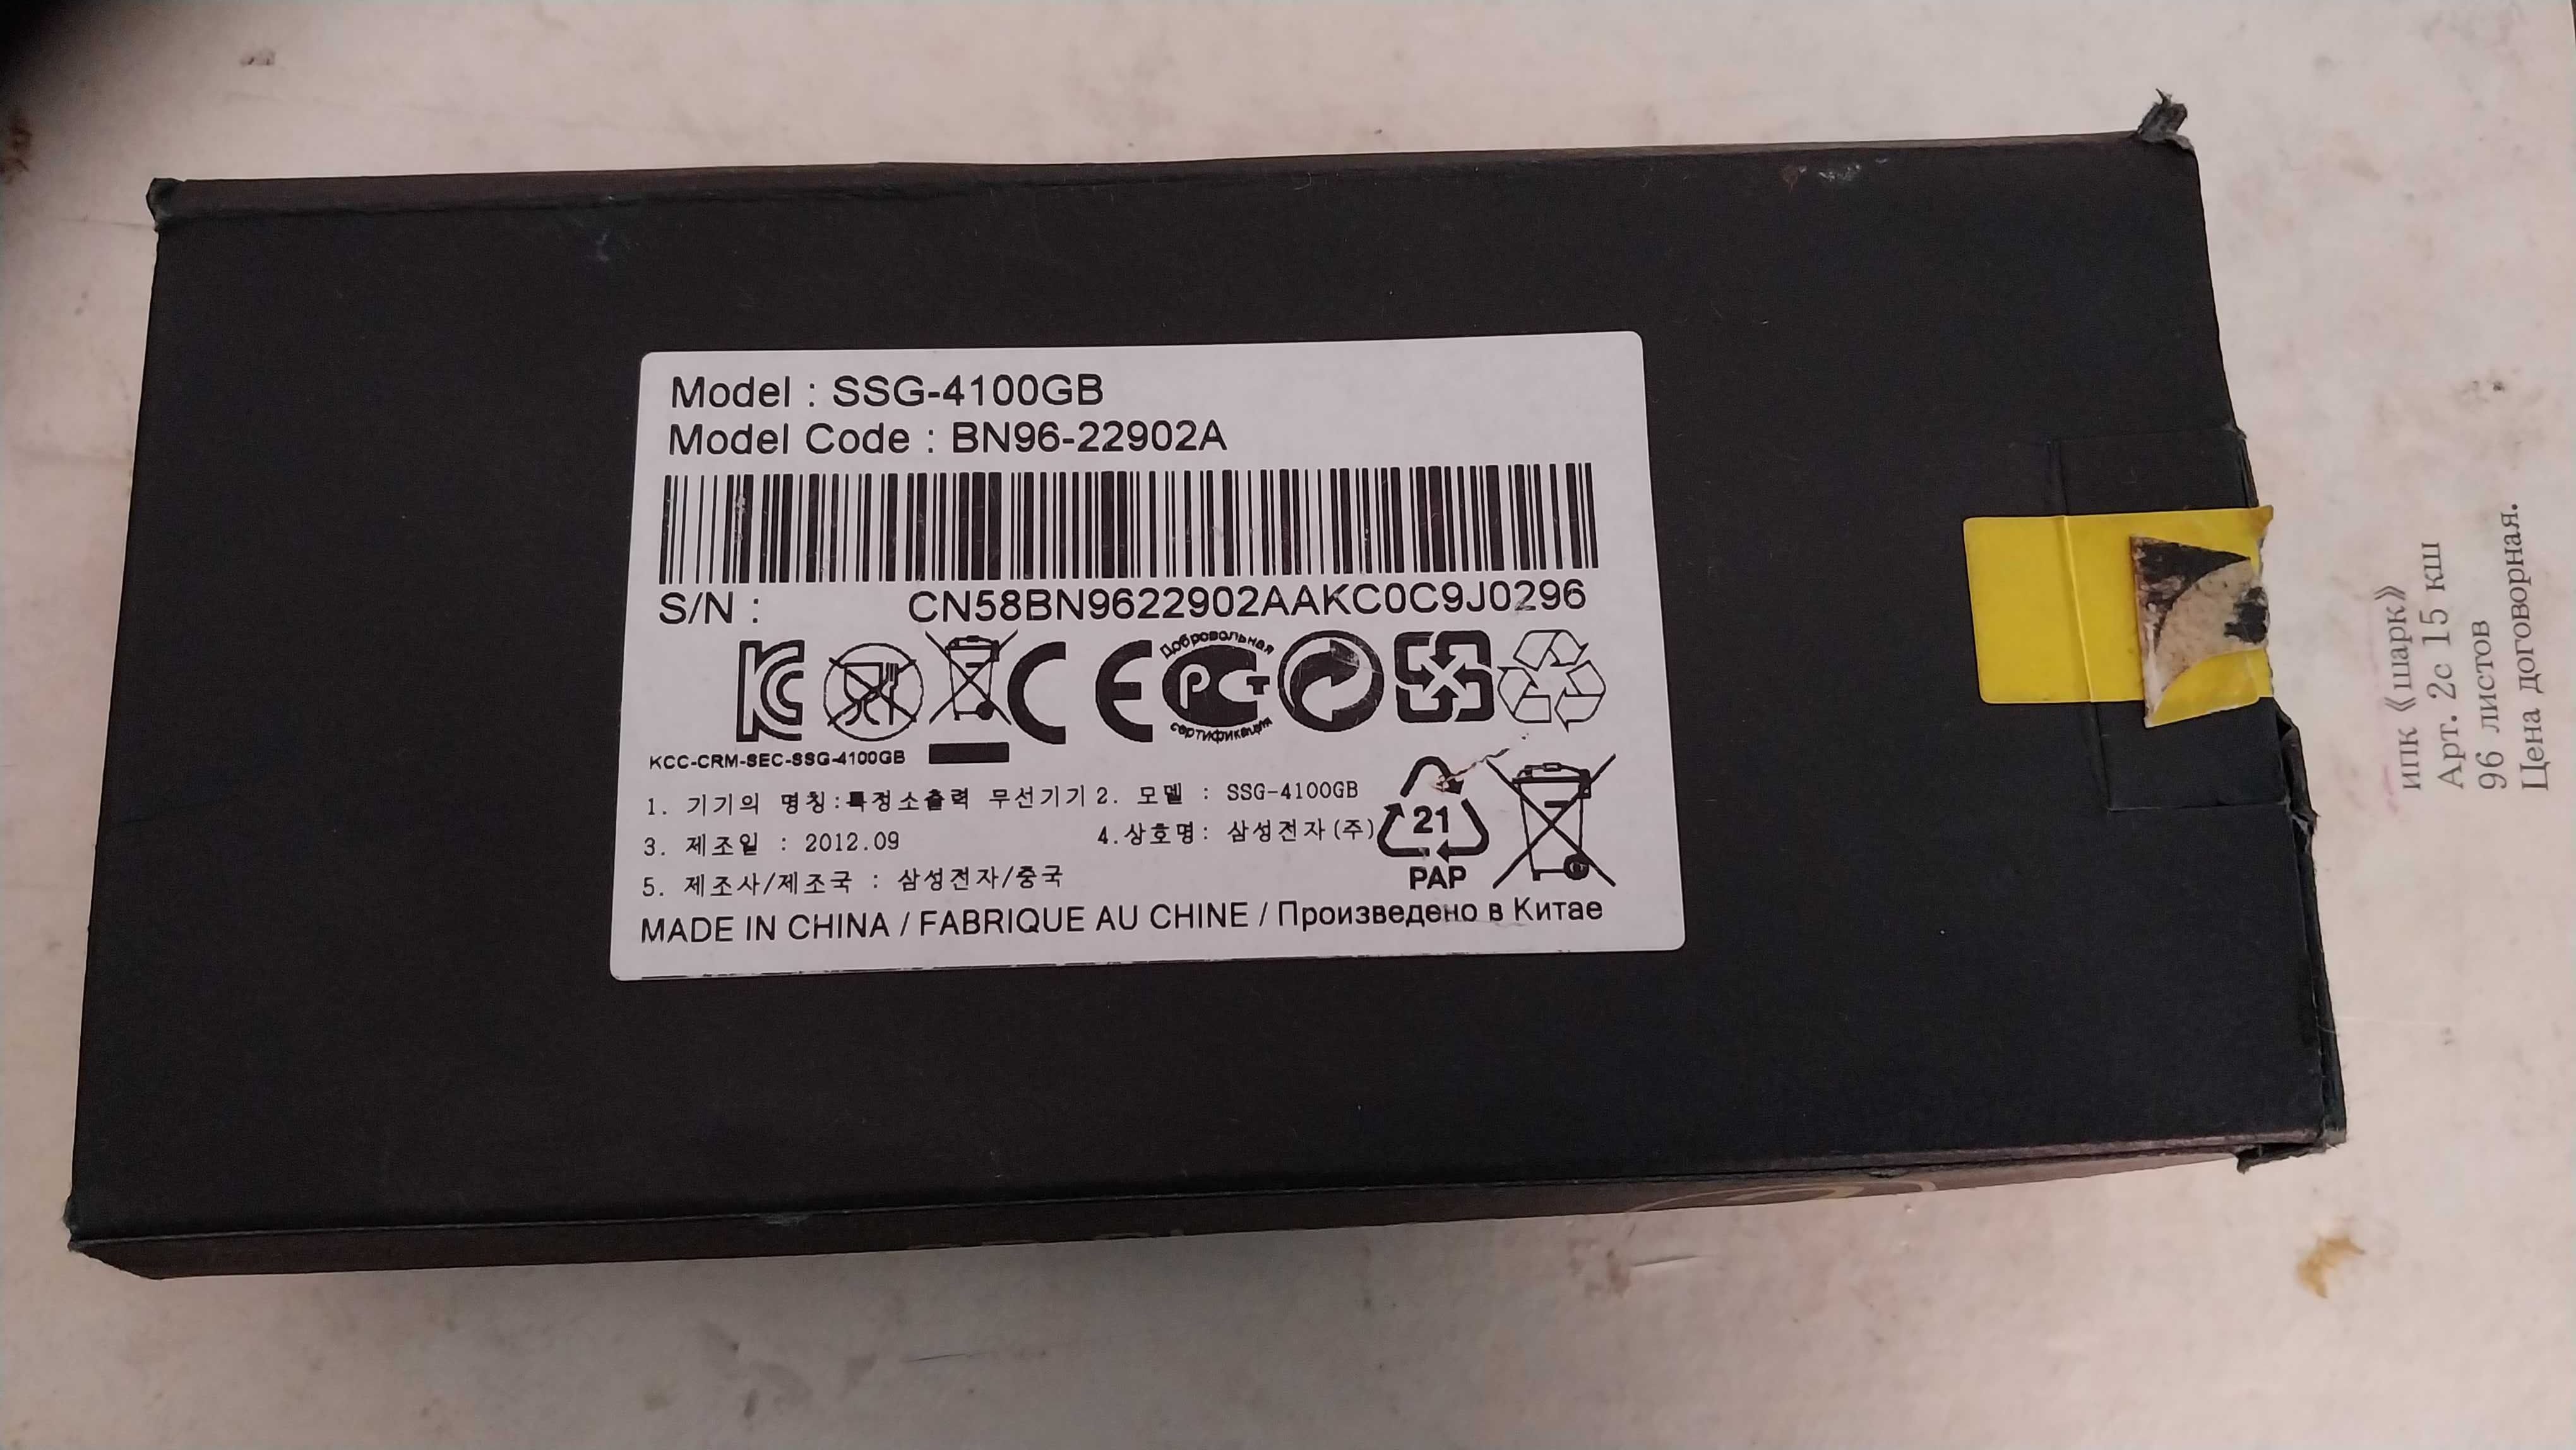 Model : SSG-4100GB
Model Code : BN96-22902A
S/N : CN58BN9622902AAKC0C9J0296
Добровольная
РСТ
сертификация
KCC-CRM-SEC-SSG-4100GB
1. 기기의 명칭:특정소출력 무선기기 2. 모델 : SSG-4100GB
3. 제조일 : 2012.09 4.상호명: 삼성전자(주)
5. 제조사/제조국 : 삼성전자/중국
21
PAP
MADE IN CHINA / FABRIQUE AU CHINE / Произведено в Китае
ИПК «шарк»
Арт. 2с 15 кш
96 листов
Цена договорная.